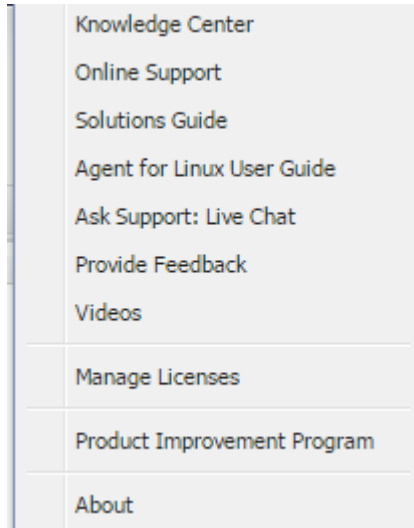 Knowledge Center
Online Support
Solutions Guide
Agent for Linux User Guide
Ask Support: Live Chat
Provide Feedback
Videos
Manage Licenses
Product Improvement Program
About